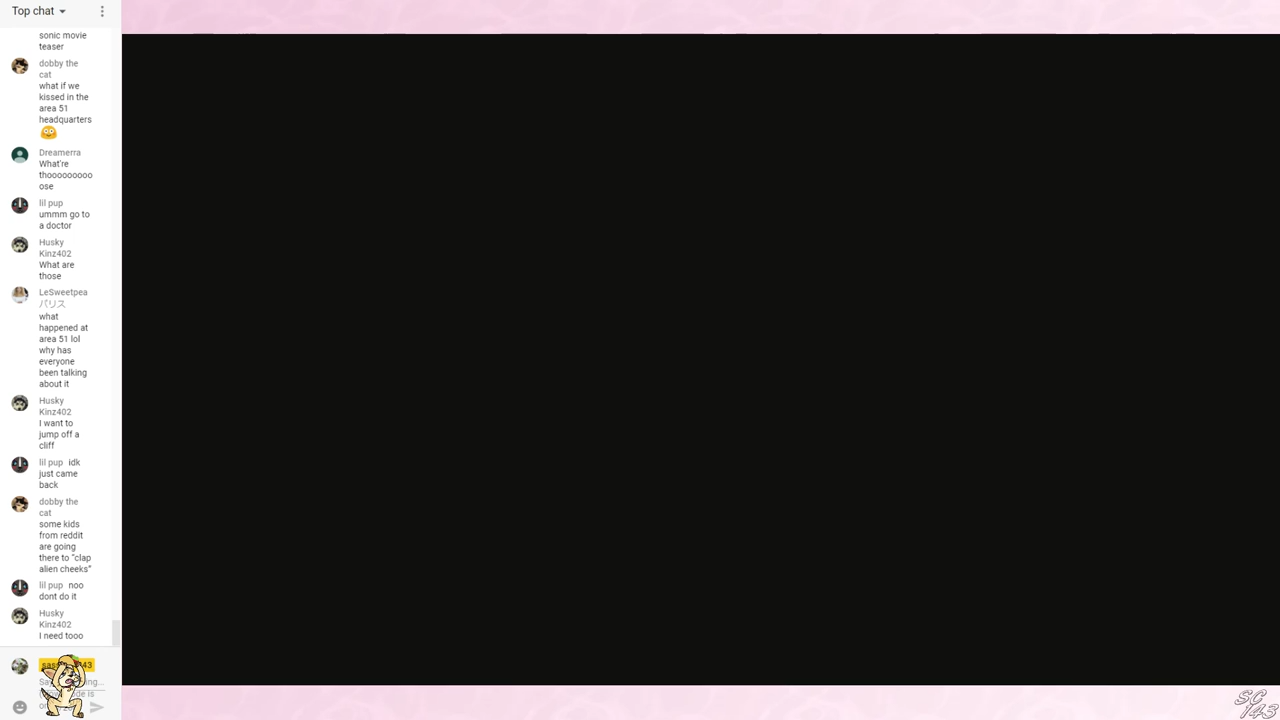 Top chat
sonic movie
teaser
dobby the
cat
what if we
kissed in the
area 51
headquarters
Dreamerra
What're
thooooooooo
ose
lil pup
ummm go to
a doctor
Husky
Kinz402
What are
those
LeSweetpea
パリス
what
happened at
area 51 lol
why has
everyone
been talking
about it
Husky
Kinz402
I want to
jump off a
cliff
lil pup idk
just came
back
dobby the
cat
some kids
from reddit
are going
there to "clap
alien cheeks"
lil pup noo
dont do it
Husky
Kinz402
I need tooo
SC
143